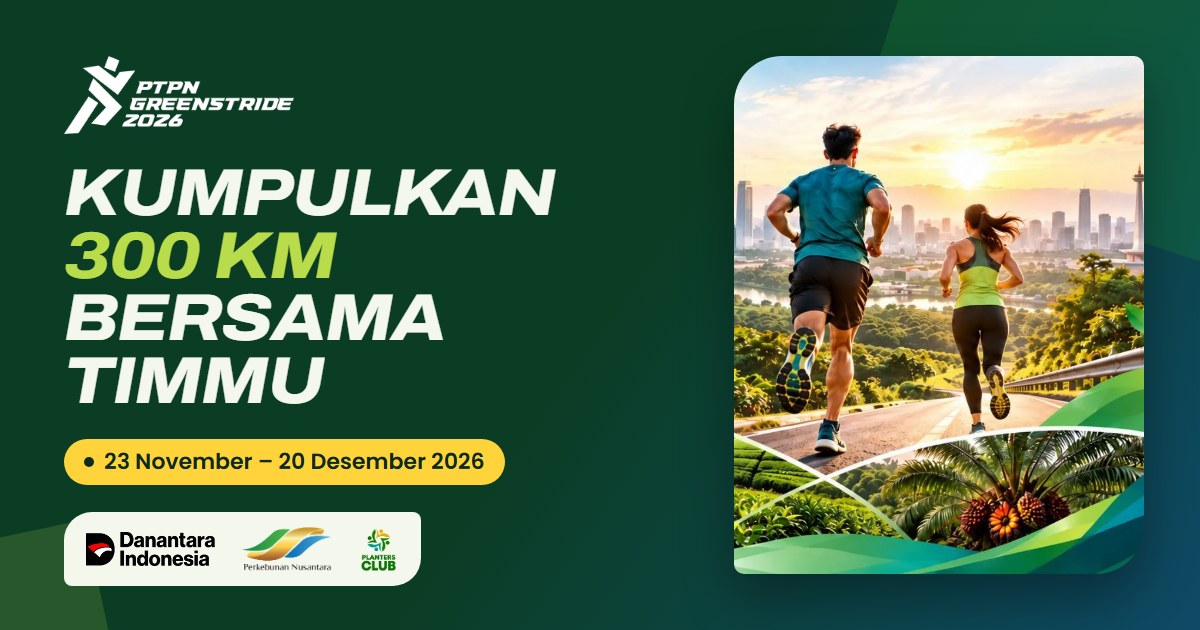 PTPN
GREENSTRIDE
2026
KUMPULKAN
300 KM
BERSAMA
TIMMU
• 23 November – 20 Desember 2026
Danantara
Indonesia
Perkebunan Nusantara
PLANTERS
CLUB